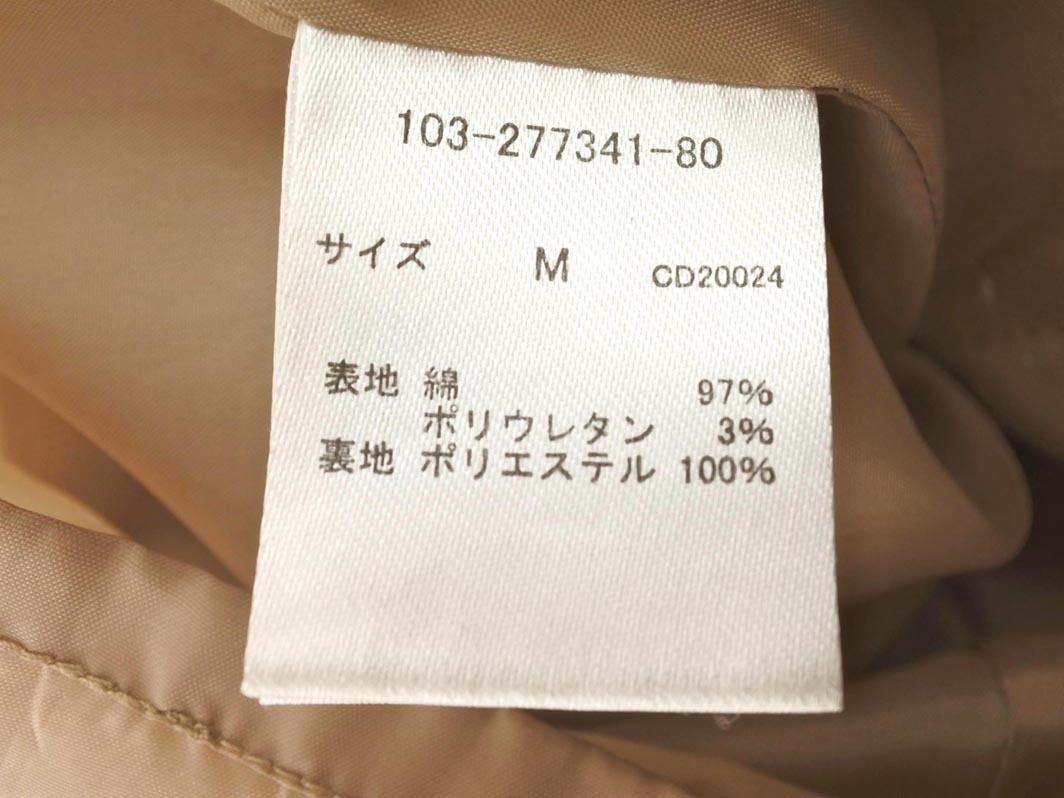 103-277341-80
サイズ M CD20024
表地 綿 97%
ポリウレタン 3%
裏地 ポリエステル 100%